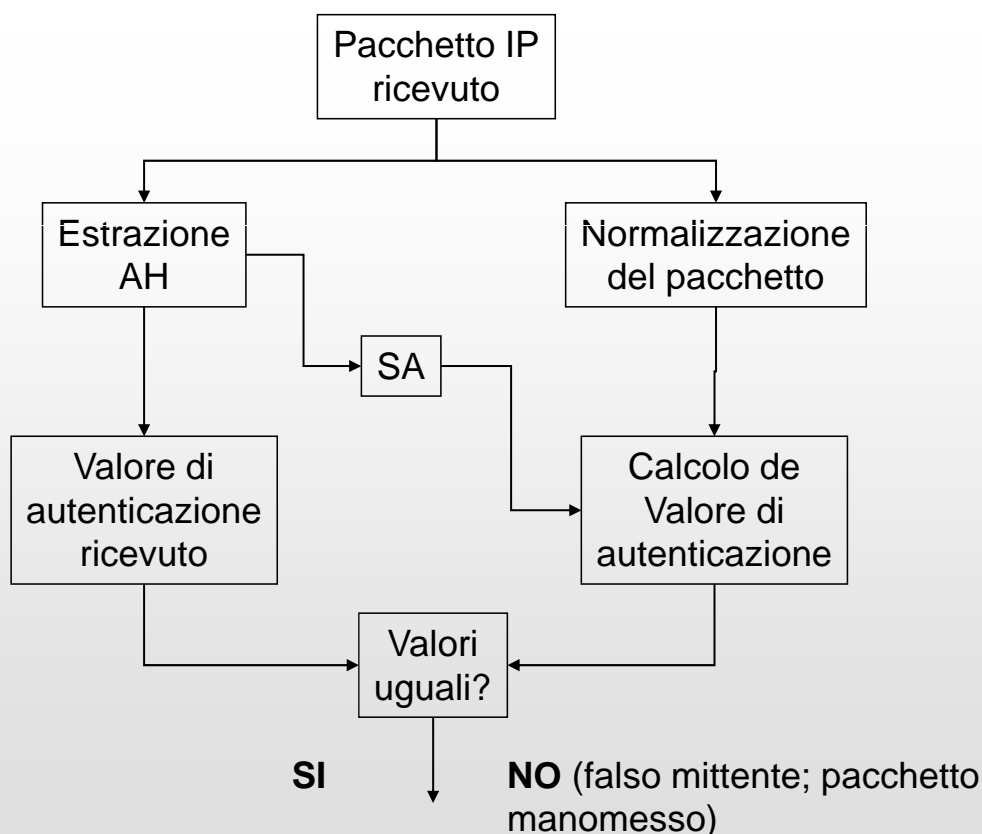 Pacchetto IP
ricevuto
Estrazione
AH
Normalizzazione
del pacchetto
SA
Valore di
autenticazione
ricevuto
Calcolo de
Valore di
autenticazione
Valori
uguali?
SI
NO (falso mittente; pacchetto
manomesso)